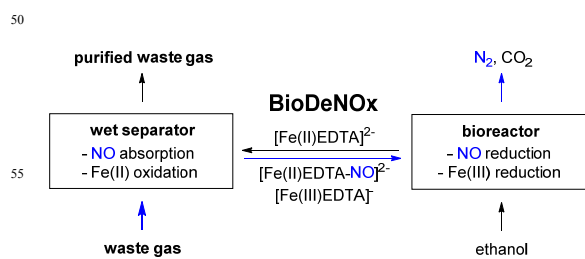 50
purified waste gas
N2, CO2
BioDeNOx
wet separator
- NO absorption
- Fe(II) oxidation
[Fe(II)EDTA]2-
[Fe(II)EDTA-NO]2-
[Fe(III)EDTA]-
bioreactor
- NO reduction
- Fe(III) reduction
55
waste gas
ethanol